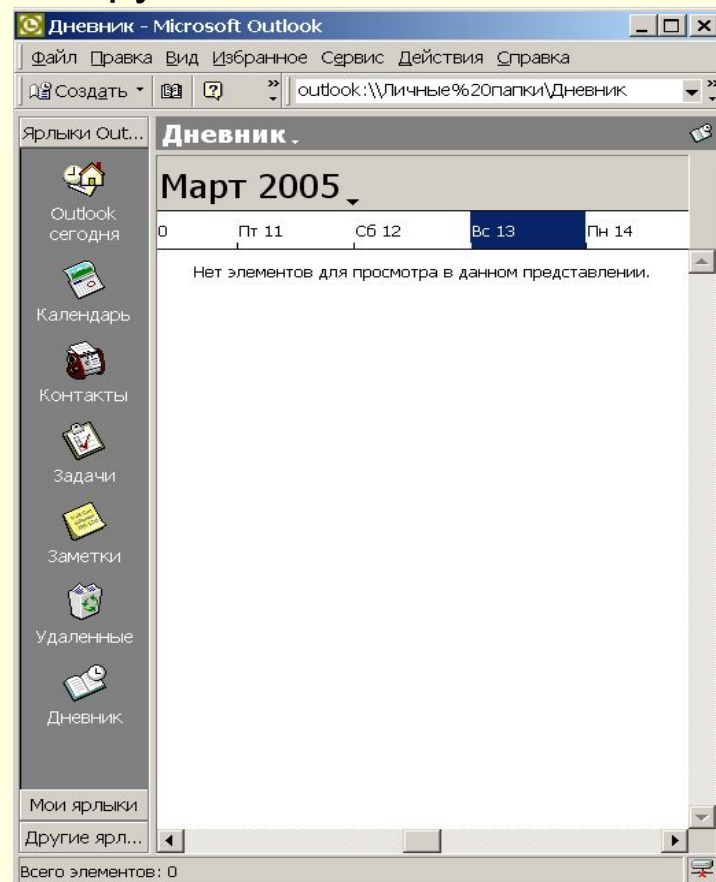 Дневник - Microsoft Outlook
Файл Правка Вид Избранное Сервис Действия Справка
Создать outlook:\\Личные%20папки\Дневник
Ярлыки Out... Дневник
Март 2005
Outlook сегодня
0 Пт 11 Сб 12 Вс 13 Пн 14
Нет элементов для просмотра в данном представлении.
Календарь
Контакты
Задачи
Заметки
Удаленные
Дневник
Мои ярлыки
Другие ярл...
Всего элементов: 0